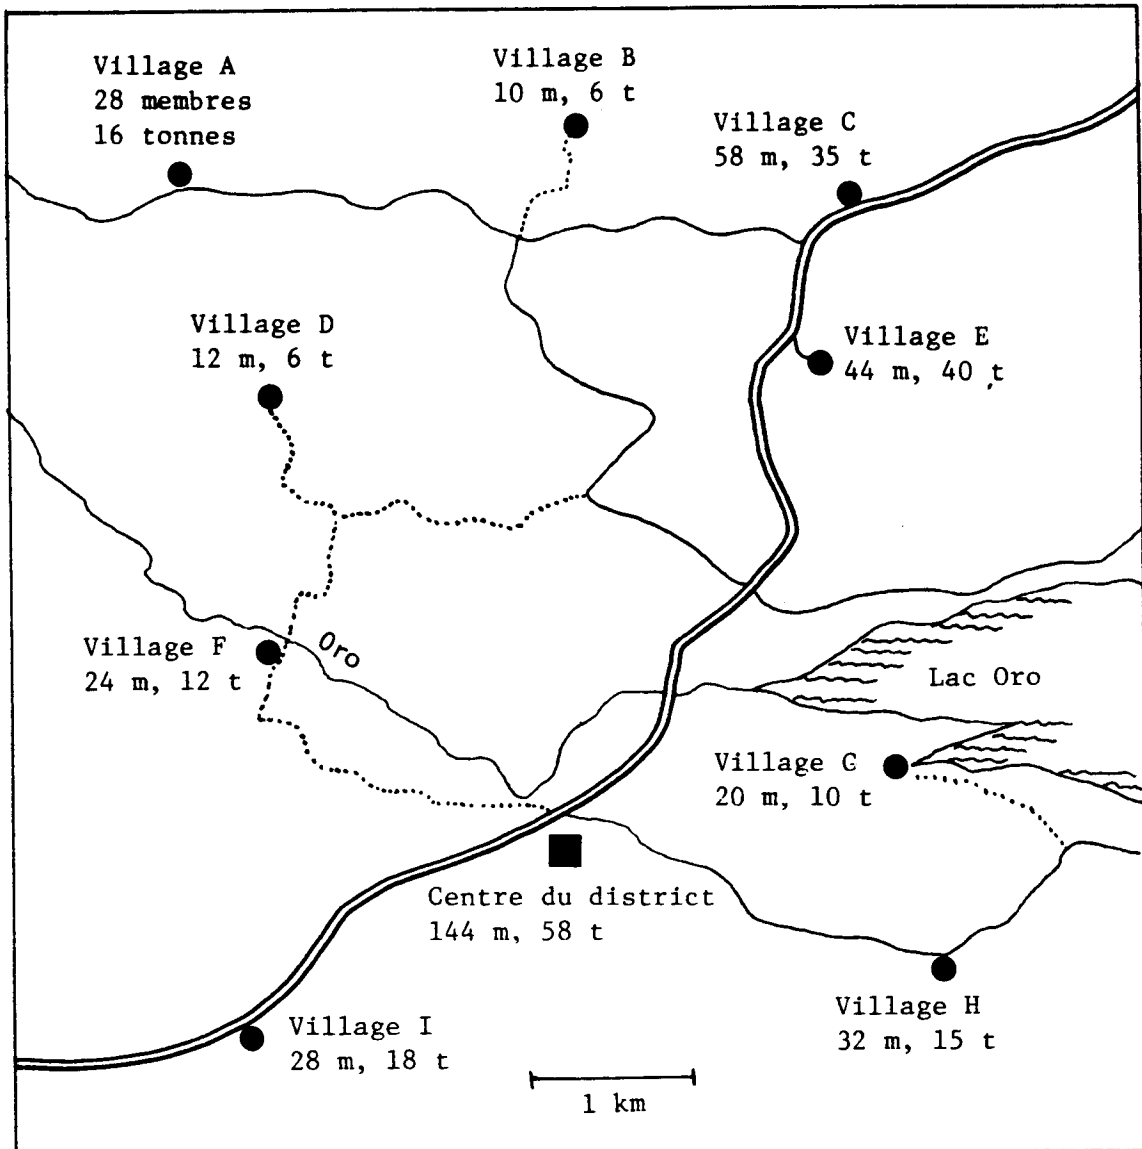 Village A
28 membres
16 tonnes
Village B
10 m, 6 t
Village C
58 m, 35 t
Village D
12 m, 6 t
Village E
44 m, 40 t
Village F
24 m, 12 t
Oro
Lac Oro
Village G
20 m, 10 t
Centre du district
144 m, 58 t
Village H
32 m, 15 t
Village I
28 m, 18 t
1 km